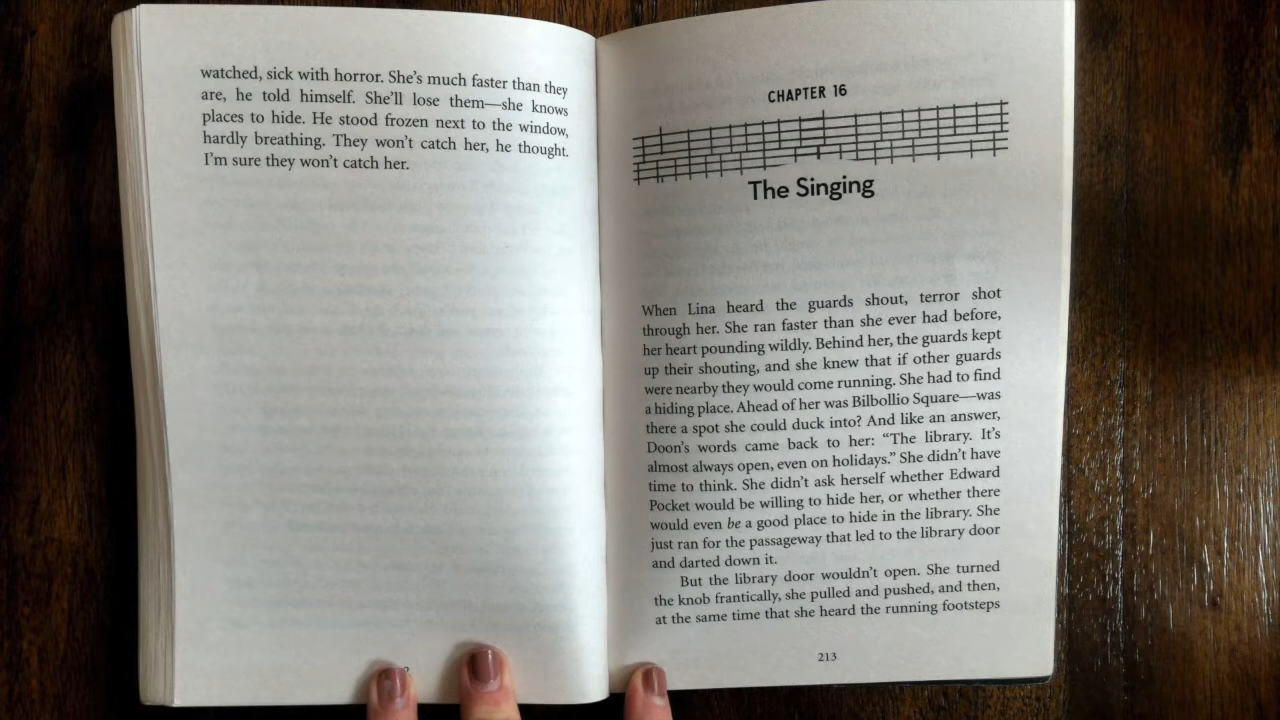 watched, sick with horror. She's much faster than they
are, he told himself. She'll lose them—she knows
places to hide. He stood frozen next to the window,
hardly breathing. They won't catch her, he thought.
I'm sure they won't catch her.
CHAPTER 16
The Singing
When Lina heard the guards shout, terror shot
through her. She ran faster than she ever had before,
her heart pounding wildly. Behind her, the guards kept
up their shouting, and she knew that if other guards
were nearby they would come running. She had to find
a hiding place. Ahead of her was Bilbollio Square—was
there a spot she could duck into? And like an answer,
Doon's words came back to her: “The library. It's
almost always open, even on holidays.” She didn't have
time to think. She didn't ask herself whether Edward
Pocket would be willing to hide her, or whether there
would even be a good place to hide in the library. She
just ran for the passageway that led to the library door
and darted down it.
But the library door wouldn't open. She turned
the knob frantically, she pulled and pushed, and then,
at the same time that she heard the running footsteps
213